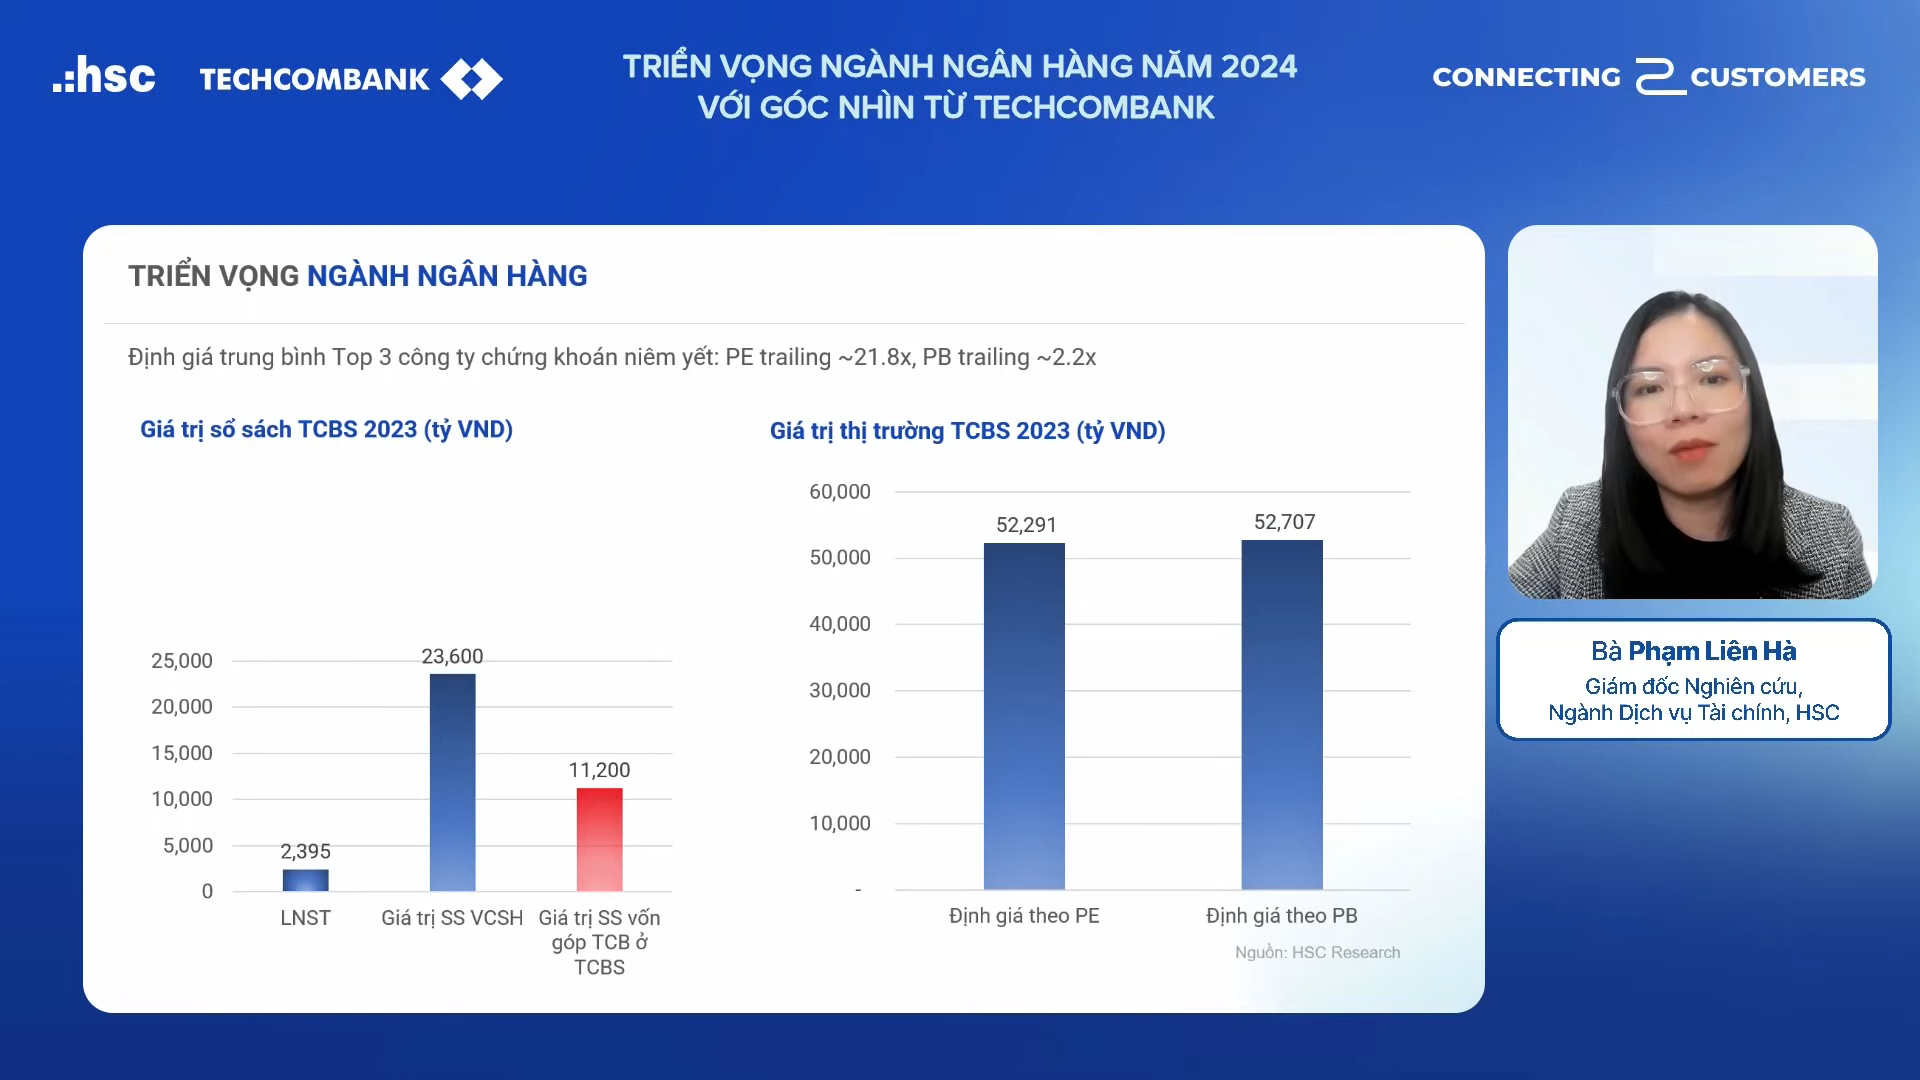 .:hsc
TECHCOMBANK
TRIỂN VỌNG NGÀNH NGÂN HÀNG NĂM 2024
VỚI GÓC NHÌN TỪ TECHCOMBANK
CONNECTING 2 CUSTOMERS
TRIỂN VỌNG NGÀNH NGÂN HÀNG
Định giá trung bình Top 3 công ty chứng khoán niêm yết: PE trailing ~21.8x, PB trailing ~2.2x
Giá trị sổ sách TCBS 2023 (tỷ VND)
25,000
20,000
15,000
10,000
5,000
0
2,395
23,600
11,200
LNST
Giá trị SS VCSH
Giá trị SS vốn
góp TCB ở
TCBS
Giá trị thị trường TCBS 2023 (tỷ VND)
60,000
50,000
40,000
30,000
20,000
10,000
-
52,291
52,707
Định giá theo PE
Định giá theo PB
Nguồn: HSC Research
Bà Phạm Liên Hà
Giám đốc Nghiên cứu,
Ngành Dịch vụ Tài chính, HSC